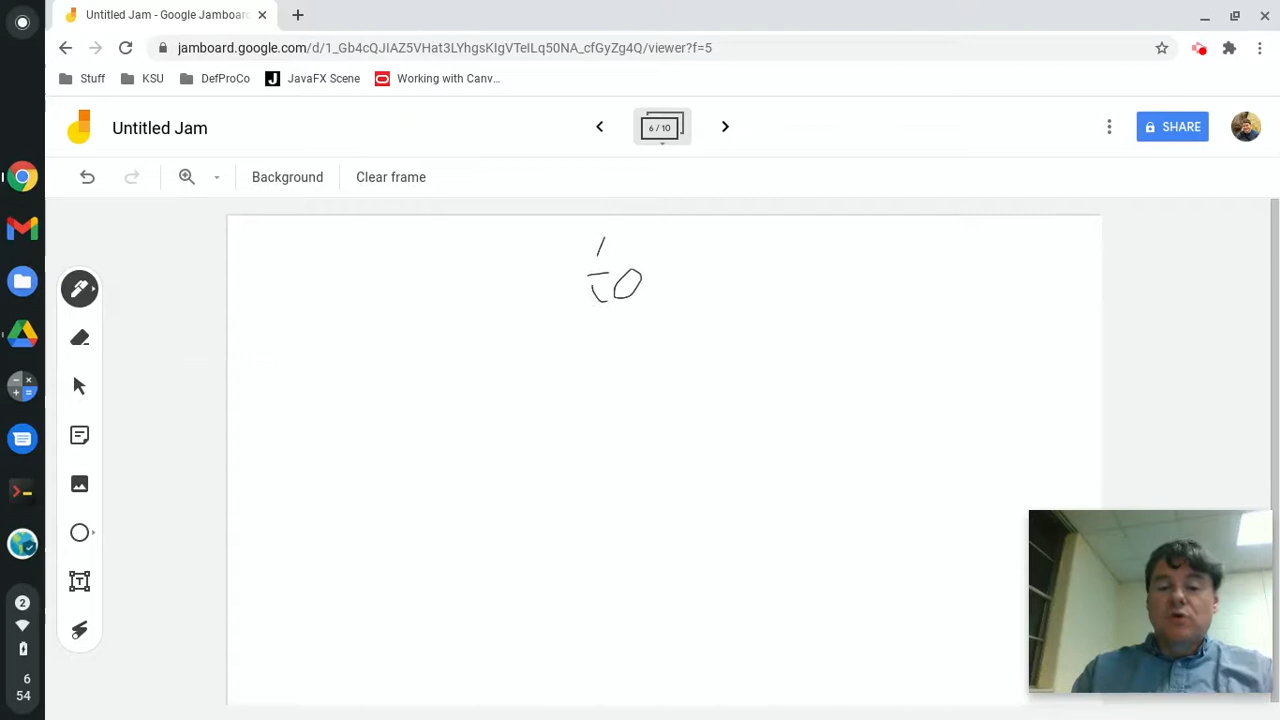 Untitled Jam - Google Jamboard
jamboard.google.com/d/1_Gb4cQJIAZ5VHat3LYhgsKIgVTeILq50NA_cfGyZg4Q/viewer?f=5
Stuff KSU DefProCo JavaFX Scene Working with Canv...
Untitled Jam 6 / 10 SHARE
Background Clear frame
2
6
54